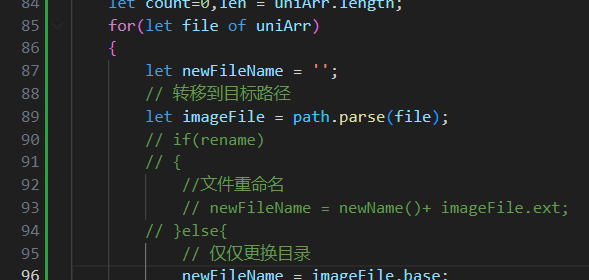 84 let count=0,len = uniArr.length;
85 for(let file of uniArr)
86 {
87 let newFileName = '';
88 // 转移到目标路径
89 let imageFile = path.parse(file);
90 // if(rename)
91 // {
92 //文件重命名
93 // newFileName = newName()+ imageFile.ext;
94 // }else{
95 // 仅仅更换目录
96 newFileName = imageFile.base;